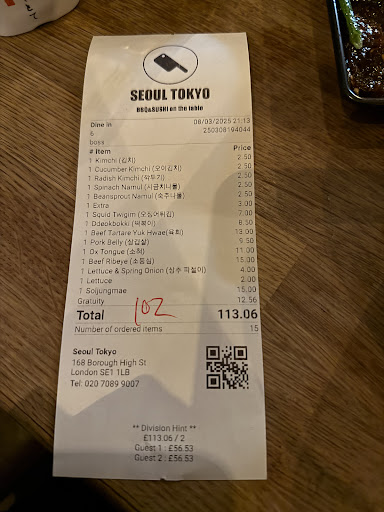 SEOUL TOKYO
BBQ&SUSHI on the table
Dine in 08/03/2025 21:13
6 250308194044
boss
# Item Price
1 Kimchi (김치) 2.50
1 Cucumber Kimchi (오이김치) 2.50
1 Radish Kimchi (깍두기) 2.50
1 Spinach Namul (시금치나물) 2.50
1 Beansprout Namul (숙주나물) 2.50
1 Extra 3.00
1 Squid Twigim (오징어튀김) 7.00
1 Ddeokbokki (떡볶이) 8.50
1 Beef Tartare Yuk Hwae(육회) 13.00
1 Pork Belly (삼겹살) 9.50
1 Ox Tongue (소혀) 11.00
1 Beef Ribeye (소등심) 15.00
1 Lettuce & Spring Onion (상추 파절이) 4.00
1 Lettuce 2.00
1 Soljungmae 15.00
Gratuity 12.56
Total 102 113.06
Number of ordered items 15
Seoul Tokyo
168 Borough High St
London SE1 1LB
Tel: 020 7089 9007
** Division Hint **
£113.06 / 2
Guest 1 : £56.53
Guest 2 : £56.53